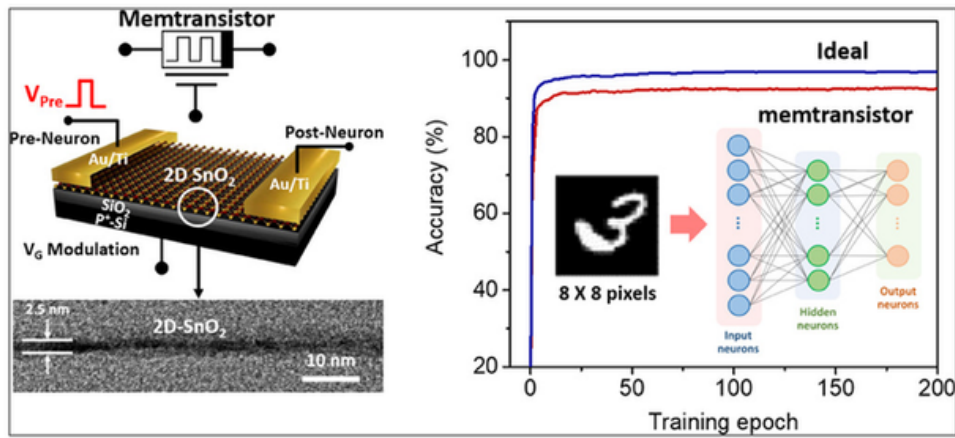 Memtransistor
V_Pre
Pre-Neuron
Post-Neuron
Au/Ti
2D SnO₂
Au/Ti
SiO₂
P⁺-Si
V_G Modulation
2.5 nm
2D-SnO₂
10 nm
Accuracy (%)
100
80
60
40
20
0
50
100
150
200
Training epoch
Ideal
memtransistor
8 X 8 pixels
Input
neurons
Hidden
neurons
Output
neurons